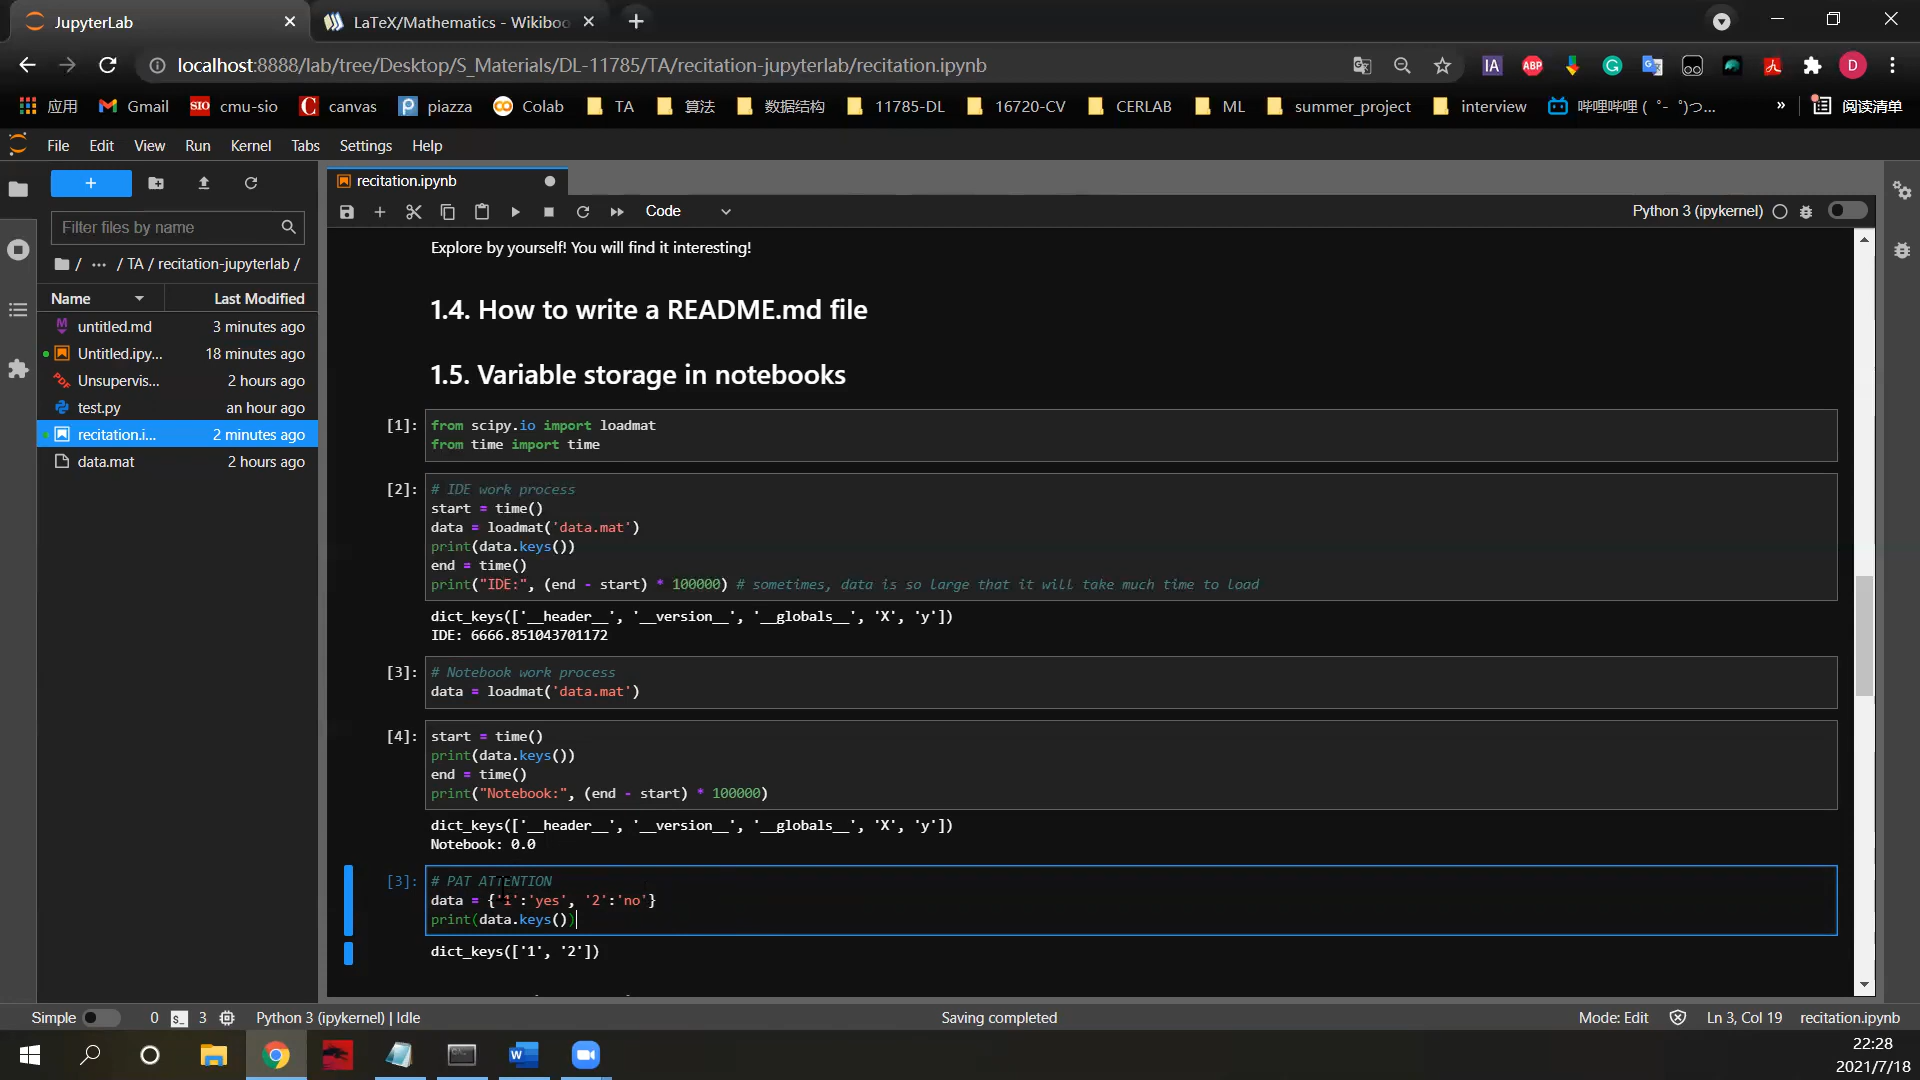 JupyterLab
LaTeX/Mathematics - Wikiboo
localhost:8888/lab/tree/Desktop/S_Materials/DL-11785/TA/recitation-jupyterlab/recitation.ipynb
IA ABP G D
应用 Gmail SIO cmu-sio canvas piazza Colab TA 算法 数据结构 11785-DL 16720-CV CERLAB ML summer_project interview 哔哩哔哩 ( ゜- ゜)つ... » 阅读清单
File Edit View Run Kernel Tabs Settings Help
recitation.ipynb
Filter files by name
Code
Python 3 (ipykernel)
/ ··· / TA / recitation-jupyterlab /
Name Last Modified
untitled.md 3 minutes ago
Untitled.ipy... 18 minutes ago
Unsupervis... 2 hours ago
test.py an hour ago
recitation.i... 2 minutes ago
data.mat 2 hours ago
Explore by yourself! You will find it interesting!
1.4. How to write a README.md file
1.5. Variable storage in notebooks
[1]: from scipy.io import loadmat
from time import time
[2]: # IDE work process
start = time()
data = loadmat('data.mat')
print(data.keys())
end = time()
print("IDE:", (end - start) * 100000) # sometimes, data is so large that it will take much time to load
dict_keys(['__header__', '__version__', '__globals__', 'X', 'y'])
IDE: 6666.851043701172
[3]: # Notebook work process
data = loadmat('data.mat')
[4]: start = time()
print(data.keys())
end = time()
print("Notebook:", (end - start) * 100000)
dict_keys(['__header__', '__version__', '__globals__', 'X', 'y'])
Notebook: 0.0
[3]: # PAT ATTENTION
data = {'1':'yes', '2':'no'}
print(data.keys())
dict_keys(['1', '2'])
Simple 0 3 Python 3 (ipykernel) | Idle Saving completed Mode: Edit Ln 3, Col 19 recitation.ipynb
22:28
2021/7/18